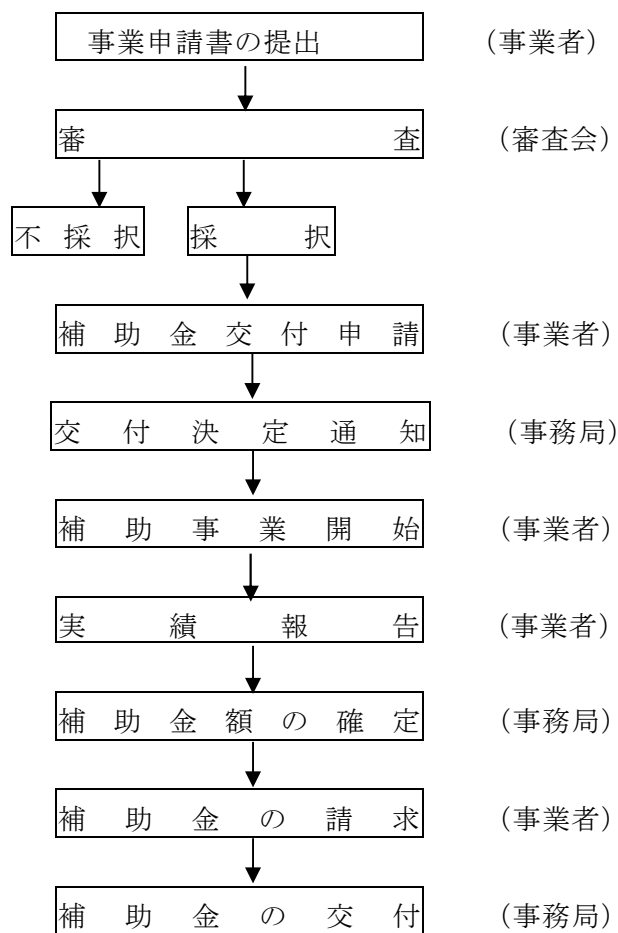 事業申請書の提出 （事業者）
審査 （審査会）
不採択 採択
補助金交付申請 （事業者）
交付決定通知 （事務局）
補助事業開始 （事業者）
実績報告 （事業者）
補助金額の確定 （事務局）
補助金の請求 （事業者）
補助金の交付 （事務局）